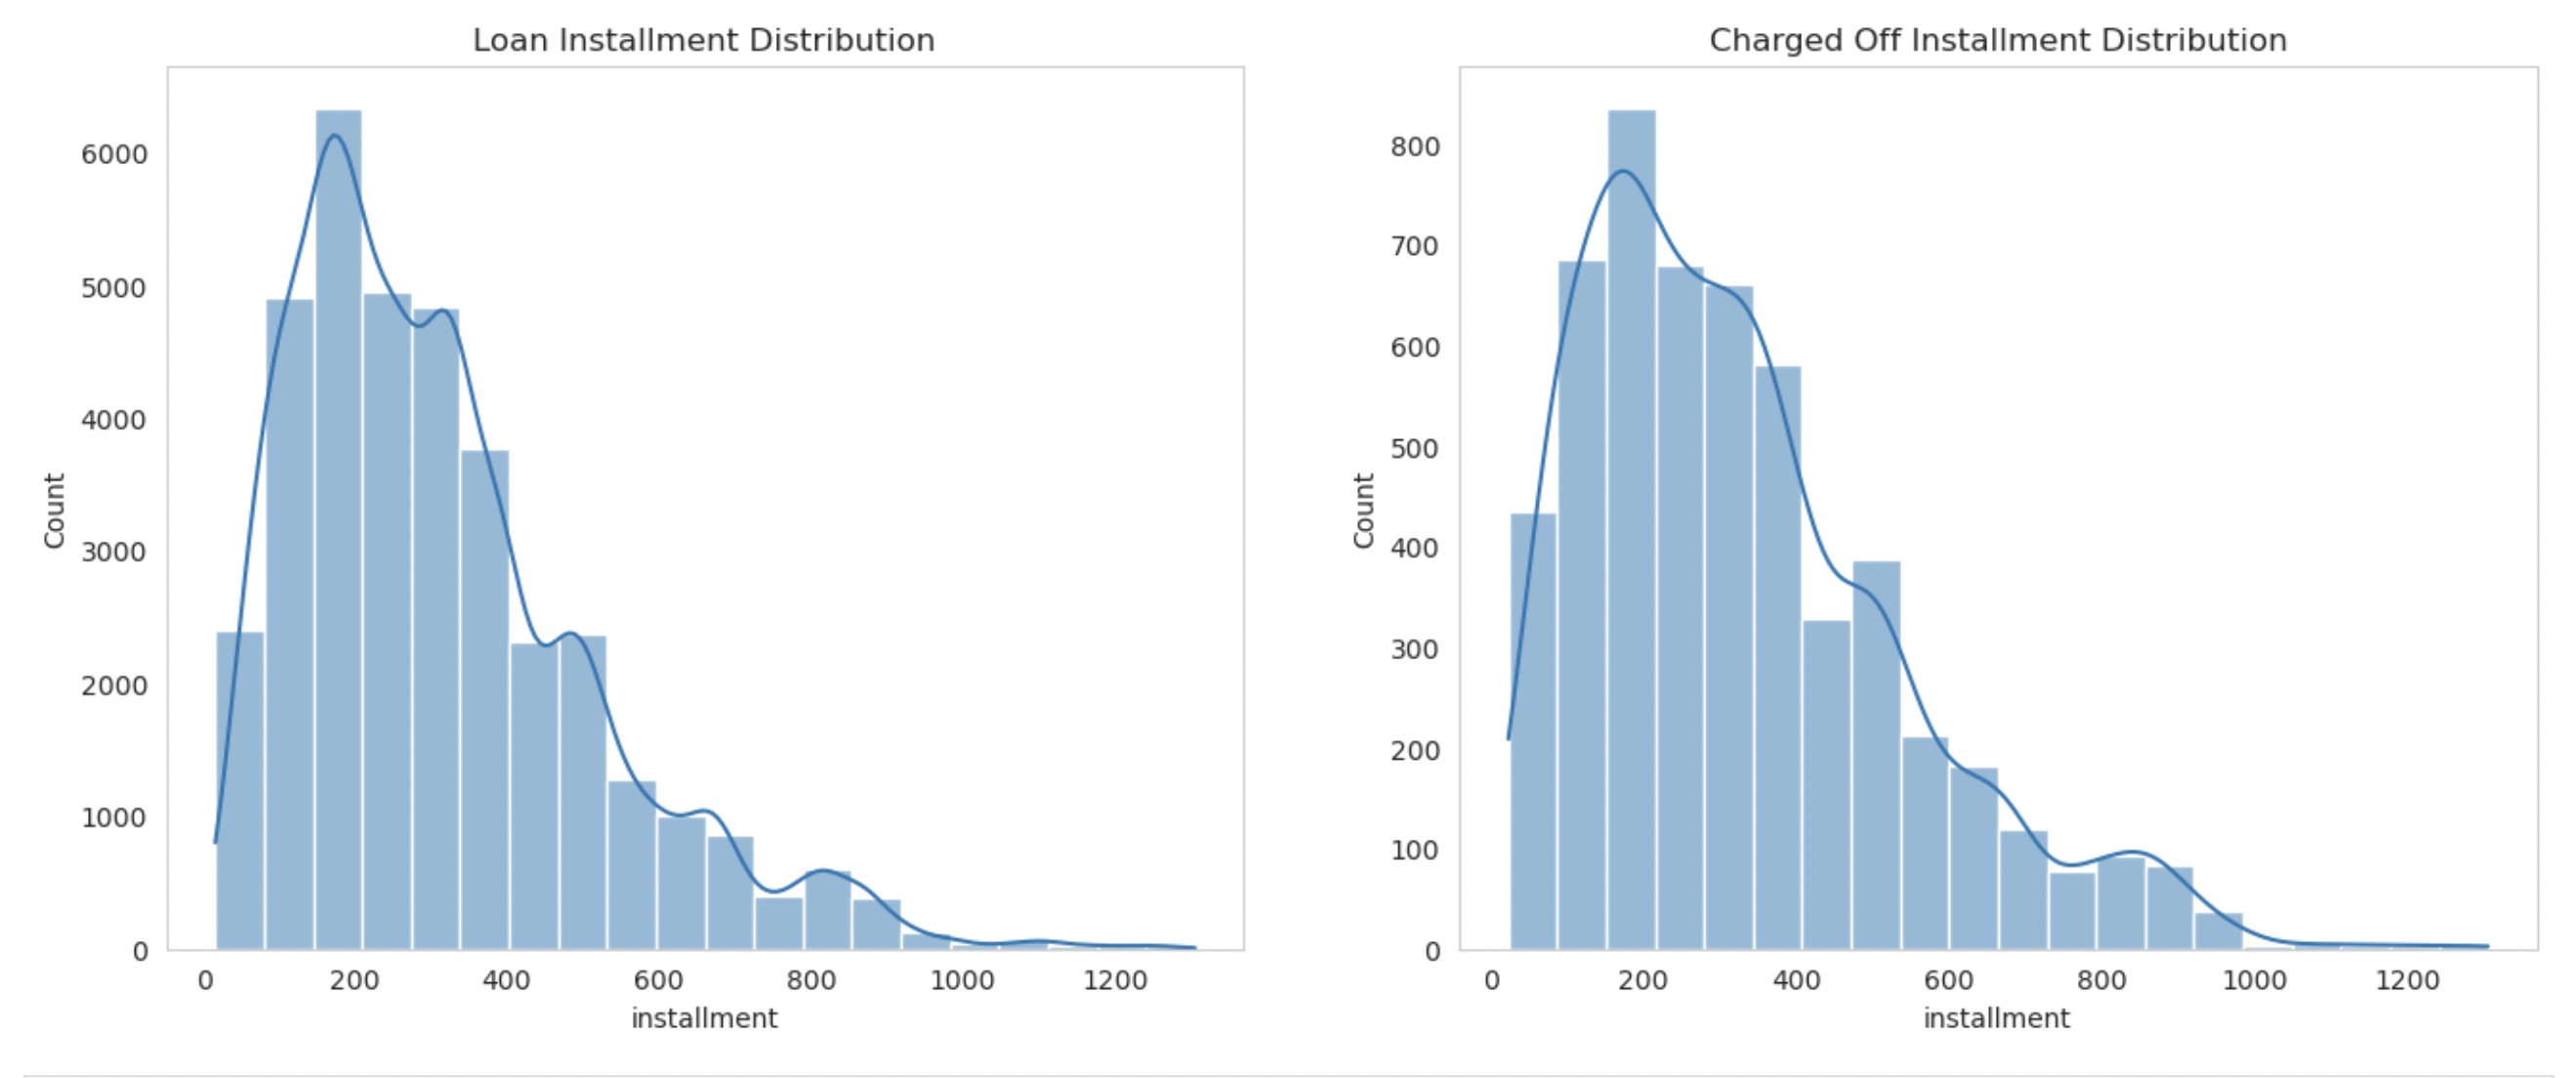 Loan Installment Distribution
Count
6000
5000
4000
3000
2000
1000
0
0 200 400 600 800 1000 1200
installment
Charged Off Installment Distribution
Count
800
700
600
500
400
300
200
100
0
0 200 400 600 800 1000 1200
installment